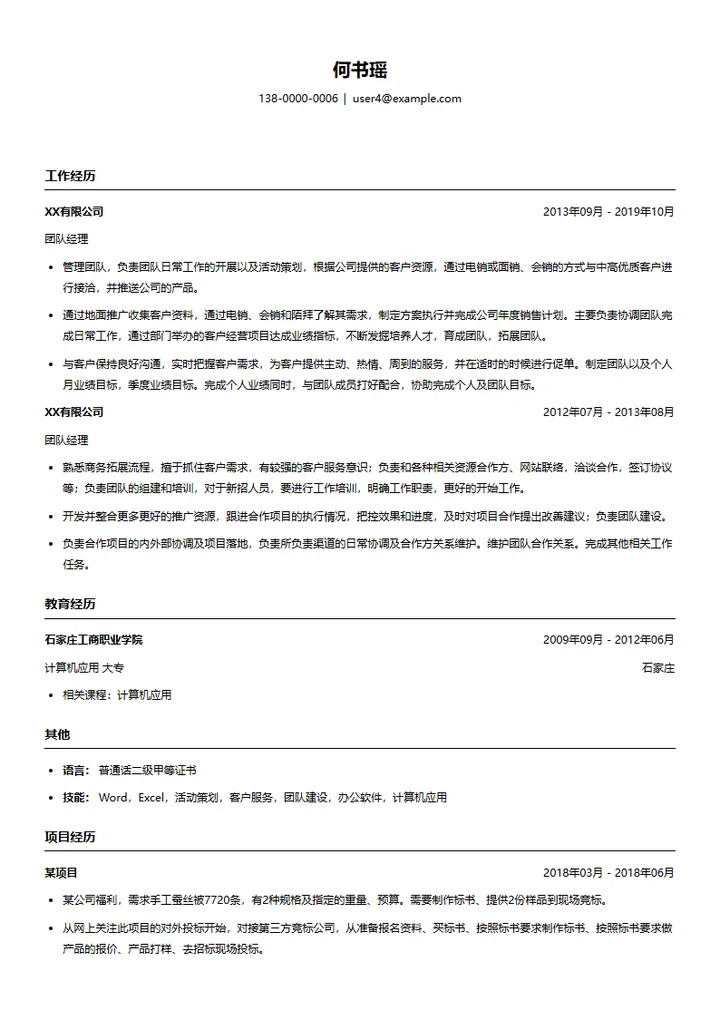 何书瑶
138-0000-0006 | user4@example.com
工作经历
XX有限公司 2013年09月 - 2019年10月
团队经理
• 管理团队，负责团队日常工作的开展以及活动策划，根据公司提供的客户资源，通过电销或面销、会销的方式与中高优质客户进
行接洽，并推送公司的产品。
• 通过地面推广收集客户资料，通过电销、会销和陌拜了解其需求，制定方案执行并完成公司年度销售计划。主要负责协调团队完
成日常工作，通过部门举办的客户经营项目达成业绩指标，不断发掘培养人才，育成团队，拓展团队。
• 与客户保持良好沟通，实时把握客户需求，为客户提供主动、热情、周到的服务，并在适时的时候进行促单。制定团队以及个人
月业绩目标，季度业绩目标。完成个人业绩同时，与团队成员打好配合，协助完成个人及团队目标。
XX有限公司 2012年07月 - 2013年08月
团队经理
• 熟悉商务拓展流程，擅于抓住客户需求，有较强的客户服务意识；负责和各种相关资源合作方、网站联络，洽谈合作，签订协议
等；负责团队的组建和培训，对于新招人员，要进行工作培训，明确工作职责，更好的开始工作。
• 开发并整合更多更好的推广资源，跟进合作项目的执行情况，把控效果和进度，及时对项目合作提出改善建议；负责团队建设。
• 负责合作项目的内外部协调及项目落地，负责所负责渠道的日常协调及合作方关系维护。维护团队合作关系。完成其他相关工作
任务。
教育经历
石家庄工商职业学院 2009年09月 - 2012年06月
计算机应用 大专 石家庄
• 相关课程：计算机应用
其他
• 语言： 普通话二级甲等证书
• 技能： Word，Excel，活动策划，客户服务，团队建设，办公软件，计算机应用
项目经历
某项目 2018年03月 - 2018年06月
• 某公司福利，需求手工蚕丝被7720条，有2种规格及指定的重量、预算。需要制作标书、提供2份样品到现场竞标。
• 从网上关注此项目的对外投标开始，对接第三方竞标公司，从准备报名资料、买标书、按照标书要求制作标书、按照标书要求做
产品的报价、产品打样、去招标现场投标。